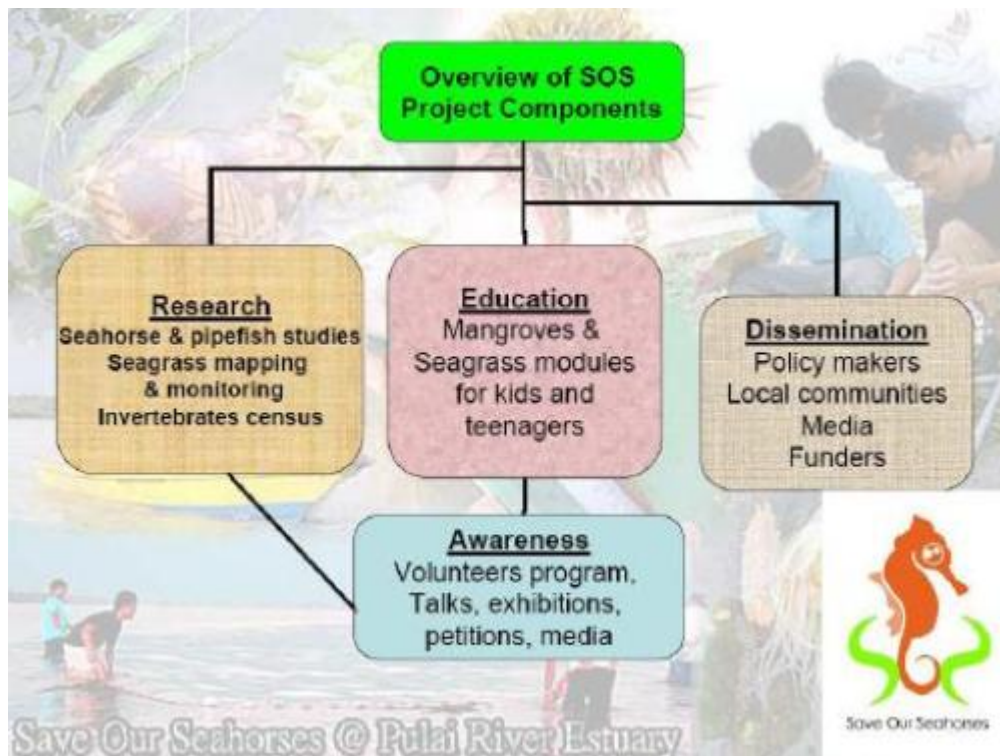 Overview of SOS
Project Components
Research
Seahorse & pipefish studies
Seagrass mapping
& monitoring
Invertebrates census
Education
Mangroves &
Seagrass modules
for kids and
teenagers
Dissemination
Policy makers
Local communities
Media
Funders
Awareness
Volunteers program,
Talks, exhibitions,
petitions, media
Save Our Seahorses
Save Our Seahorses @ Pulai River Estuary